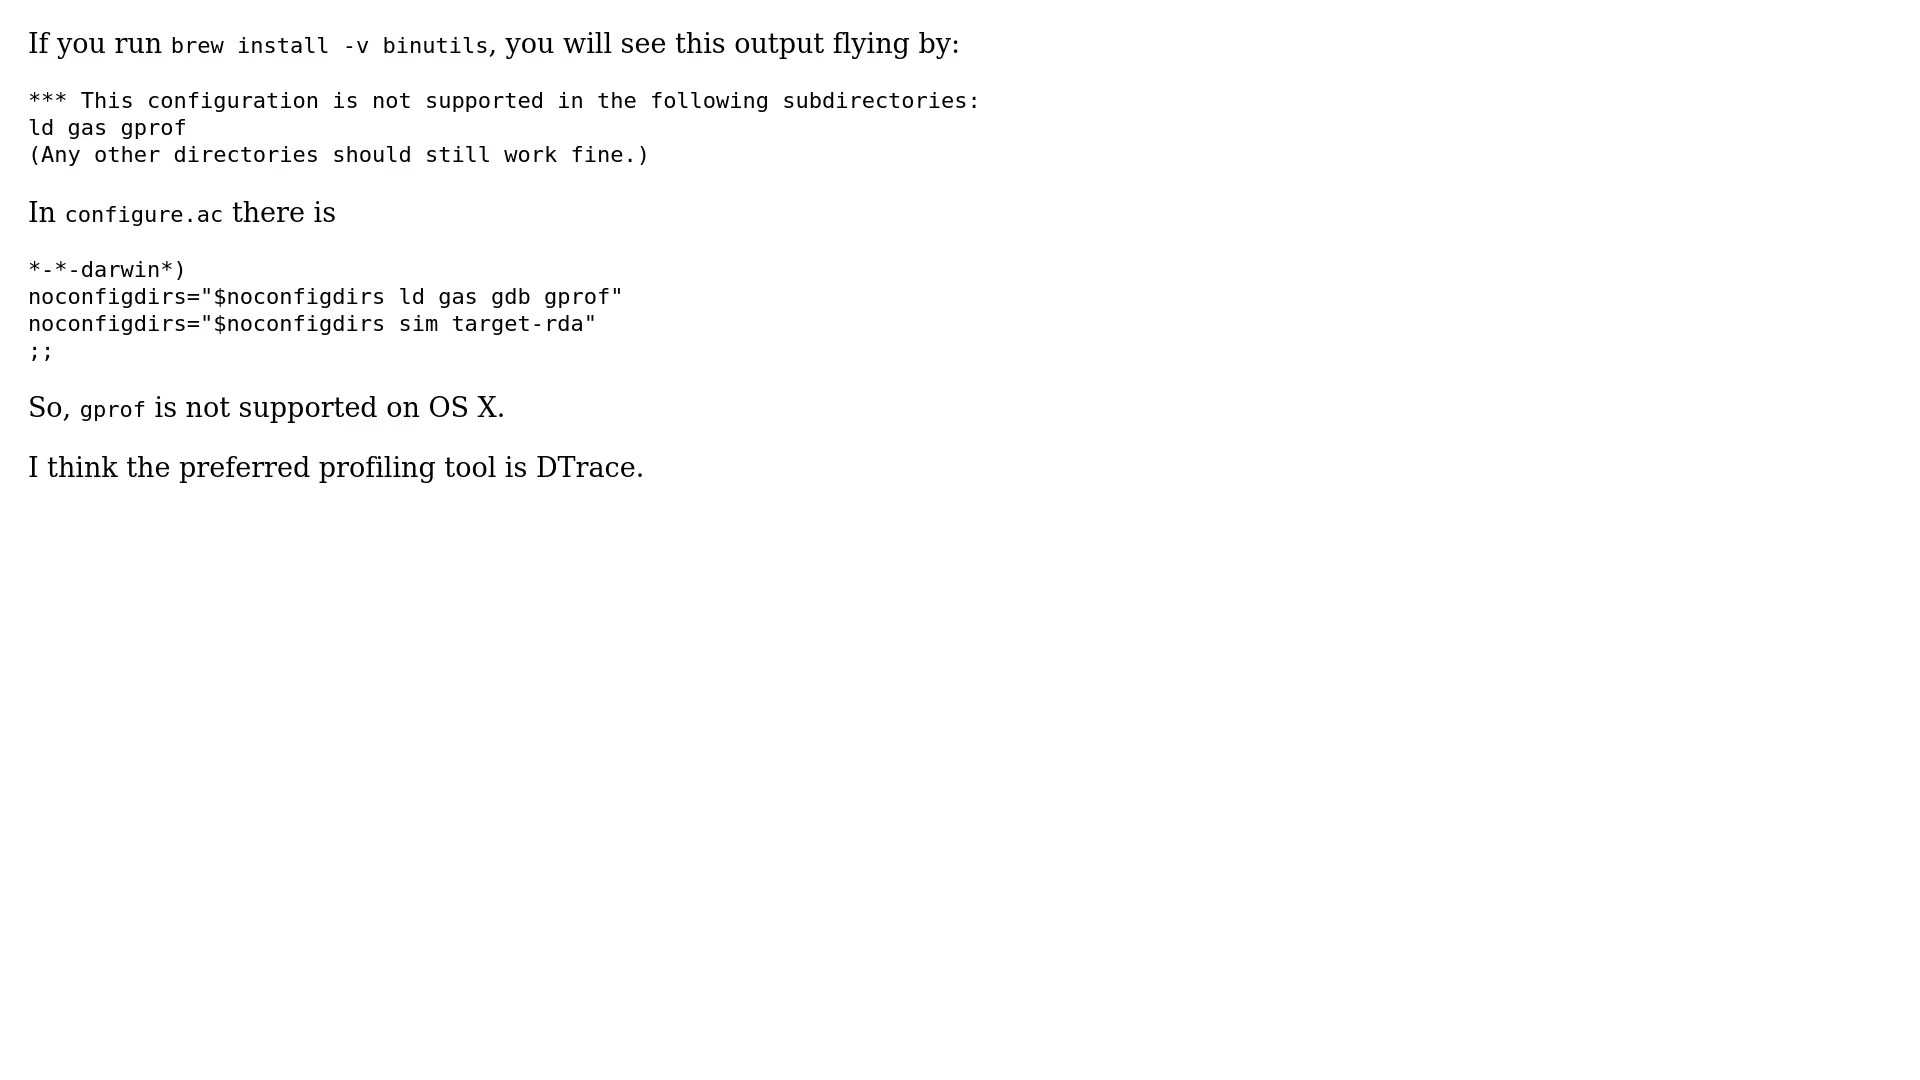 If you run brew install -v binutils, you will see this output flying by:
*** This configuration is not supported in the following subdirectories:
ld gas gprof
(Any other directories should still work fine.)
In configure.ac there is
*-*-darwin*)
noconfigdirs="$noconfigdirs ld gas gdb gprof"
noconfigdirs="$noconfigdirs sim target-rda"
;;
So, gprof is not supported on OS X.
I think the preferred profiling tool is DTrace.